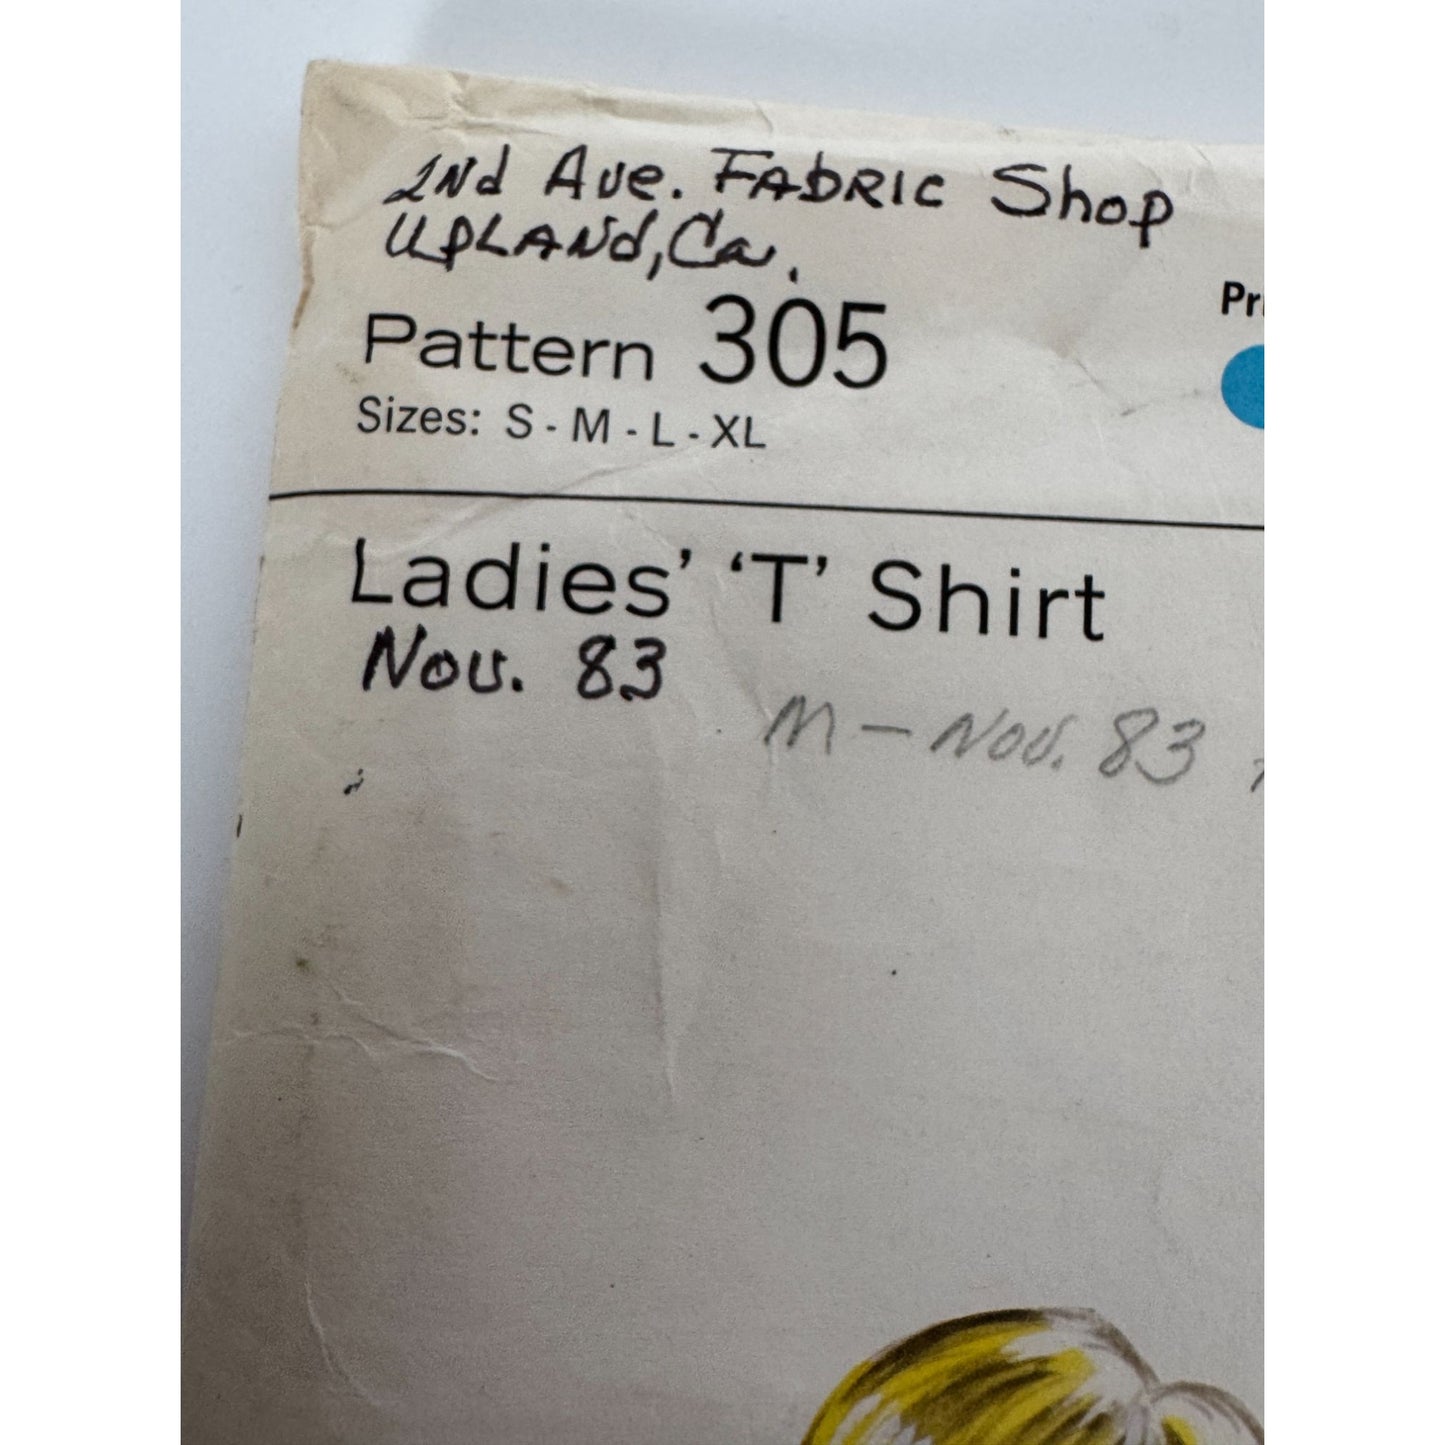 2Nd Ave. FAbRIC Shop
UpLANd, Ca.
Pattern 305
Sizes: S - M - L - XL
Ladies’ ‘T’ Shirt
Nov. 83
M - Nov. 83